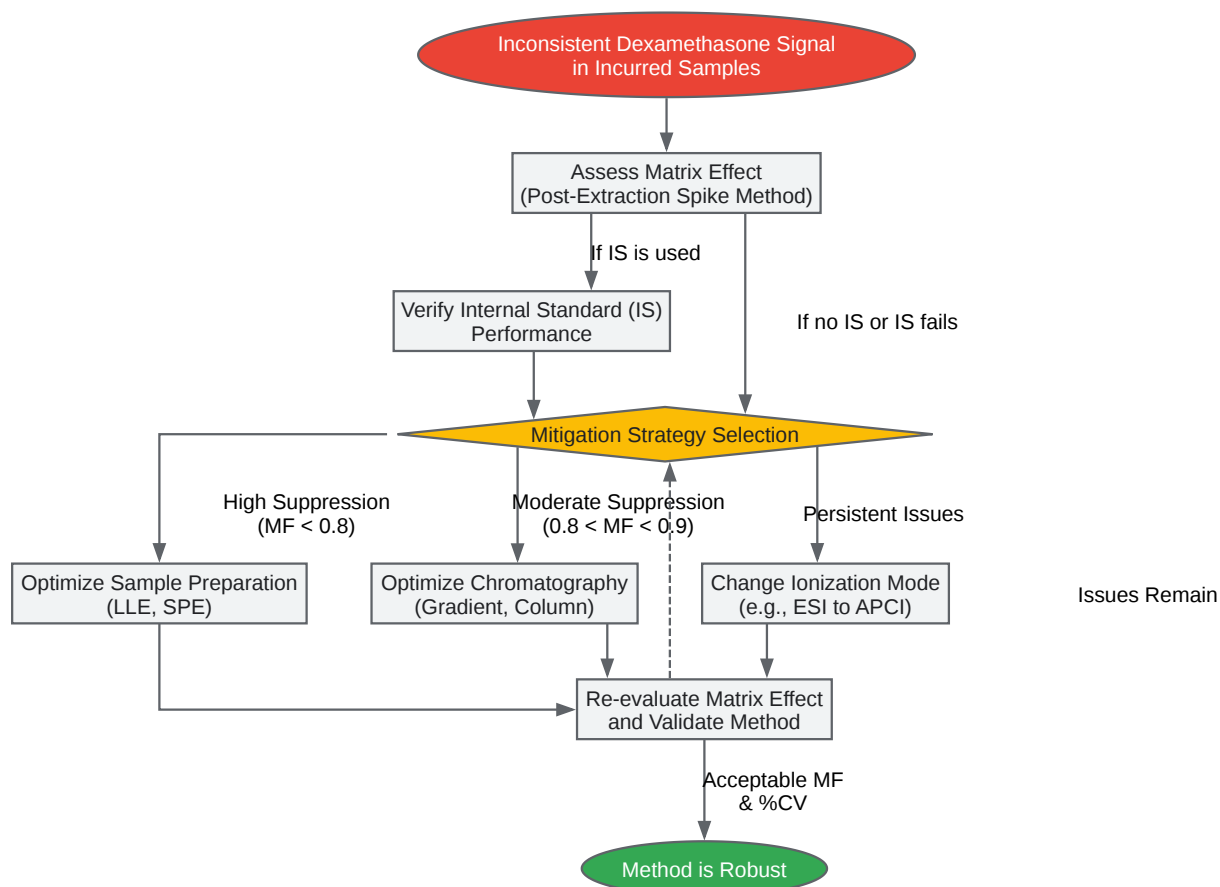 Inconsistent Dexamethasone Signal
in Incurred Samples
Assess Matrix Effect
(Post-Extraction Spike Method)
If IS is used
Verify Internal Standard (IS)
Performance
If no IS or IS fails
Mitigation Strategy Selection
High Suppression
(MF < 0.8)
Moderate Suppression
(0.8 < MF < 0.9)
Persistent Issues
Optimize Sample Preparation
(LLE, SPE)
Optimize Chromatography
(Gradient, Column)
Change Ionization Mode
(e.g., ESI to APCI)
Issues Remain
Re-evaluate Matrix Effect
and Validate Method
Acceptable MF
& %CV
Method is Robust